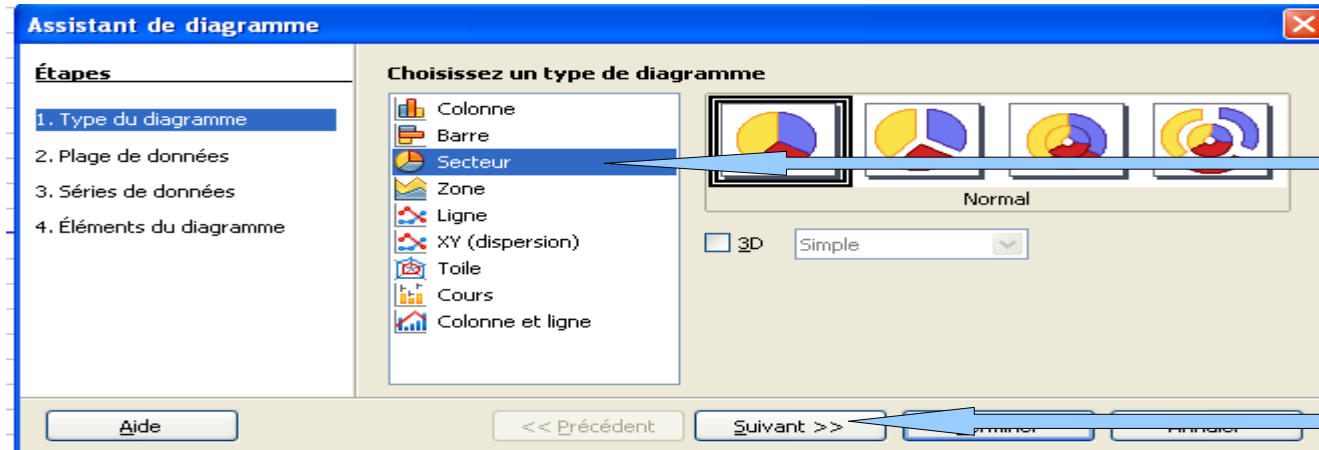 Assistant de diagramme
Étapes
1. Type du diagramme
2. Plage de données
3. Séries de données
4. Éléments du diagramme
Choisissez un type de diagramme
Colonne
Barre
Secteur
Zone
Ligne
XY (dispersion)
Toile
Cours
Colonne et ligne
Normal
3D Simple
Aide << Précédent Suivant >>